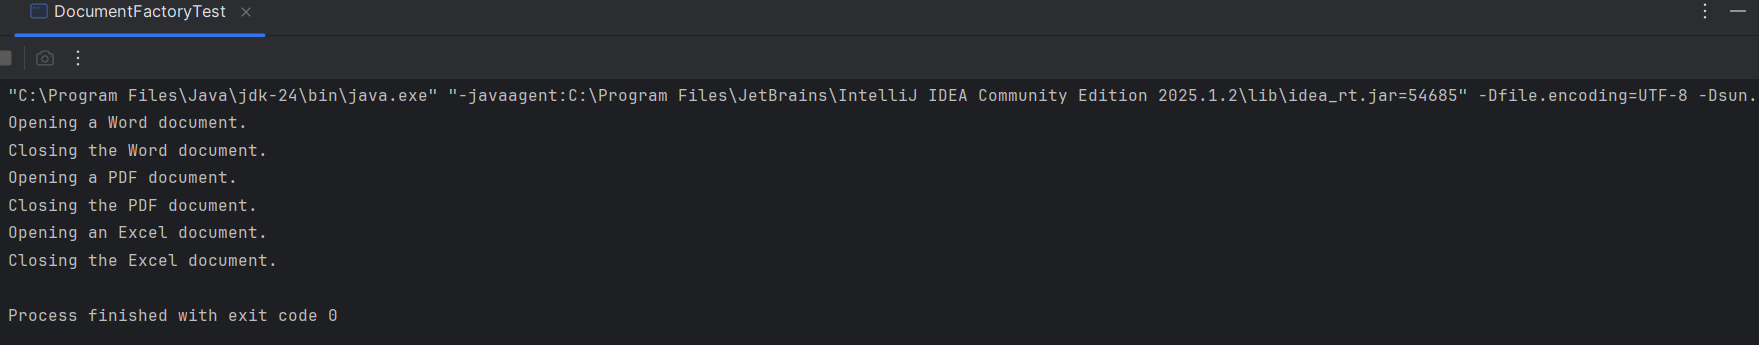 DocumentFactoryTest
"C:\Program Files\Java\jdk-24\bin\java.exe" "-javaagent:C:\Program Files\JetBrains\IntelliJ IDEA Community Edition 2025.1.2\lib\idea_rt.jar=54685" -Dfile.encoding=UTF-8 -Dsun.
Opening a Word document.
Closing the Word document.
Opening a PDF document.
Closing the PDF document.
Opening an Excel document.
Closing the Excel document.
Process finished with exit code 0